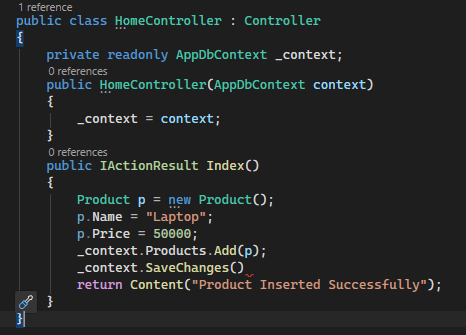 1 reference
public class HomeController : Controller
{
private readonly AppDbContext _context;
0 references
public HomeController(AppDbContext context)
{
_context = context;
}
0 references
public IActionResult Index()
{
Product p = new Product();
p.Name = "Laptop";
p.Price = 50000;
_context.Products.Add(p);
_context.SaveChanges()
return Content("Product Inserted Successfully");
}
}